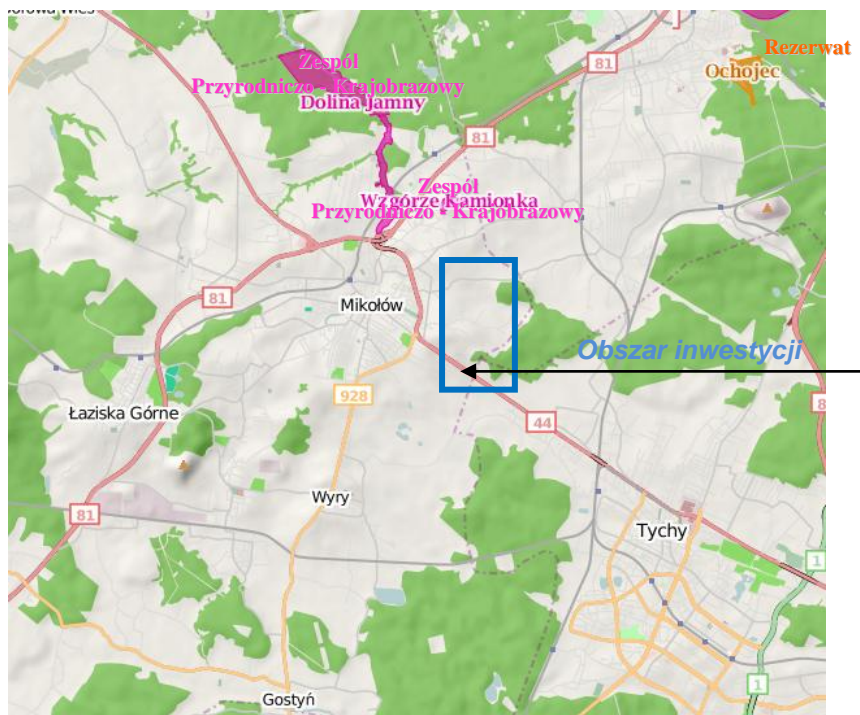 81
Rezerwat
Ochojec
Zespół
Przyrodniczo - Krajobrazowy
Dolina Jamny
81
Zespół
Wzgórze Kamionka
Przyrodniczo - Krajobrazowy
81
Mikołów
Obszar inwestycji
928
Łaziska Górne
44
Wyry
81
Tychy
1
1
Gostyń